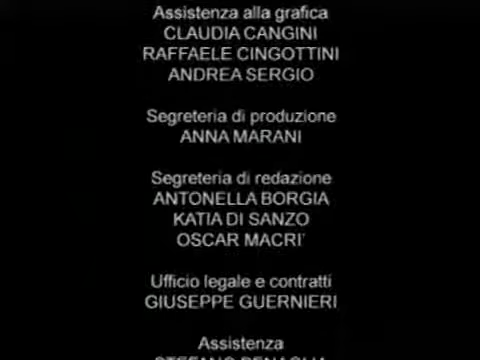 Assistenza alla grafica
CLAUDIA CANGINI
RAFFAELE CINGOTTINI
ANDREA SERGIO
Segreteria di produzione
ANNA MARANI
Segreteria di redazione
ANTONELLA BORGIA
KATIA DI SANZO
OSCAR MACRI'
Ufficio legale e contratti
GIUSEPPE GUERNIERI
Assistenza
STEFANO